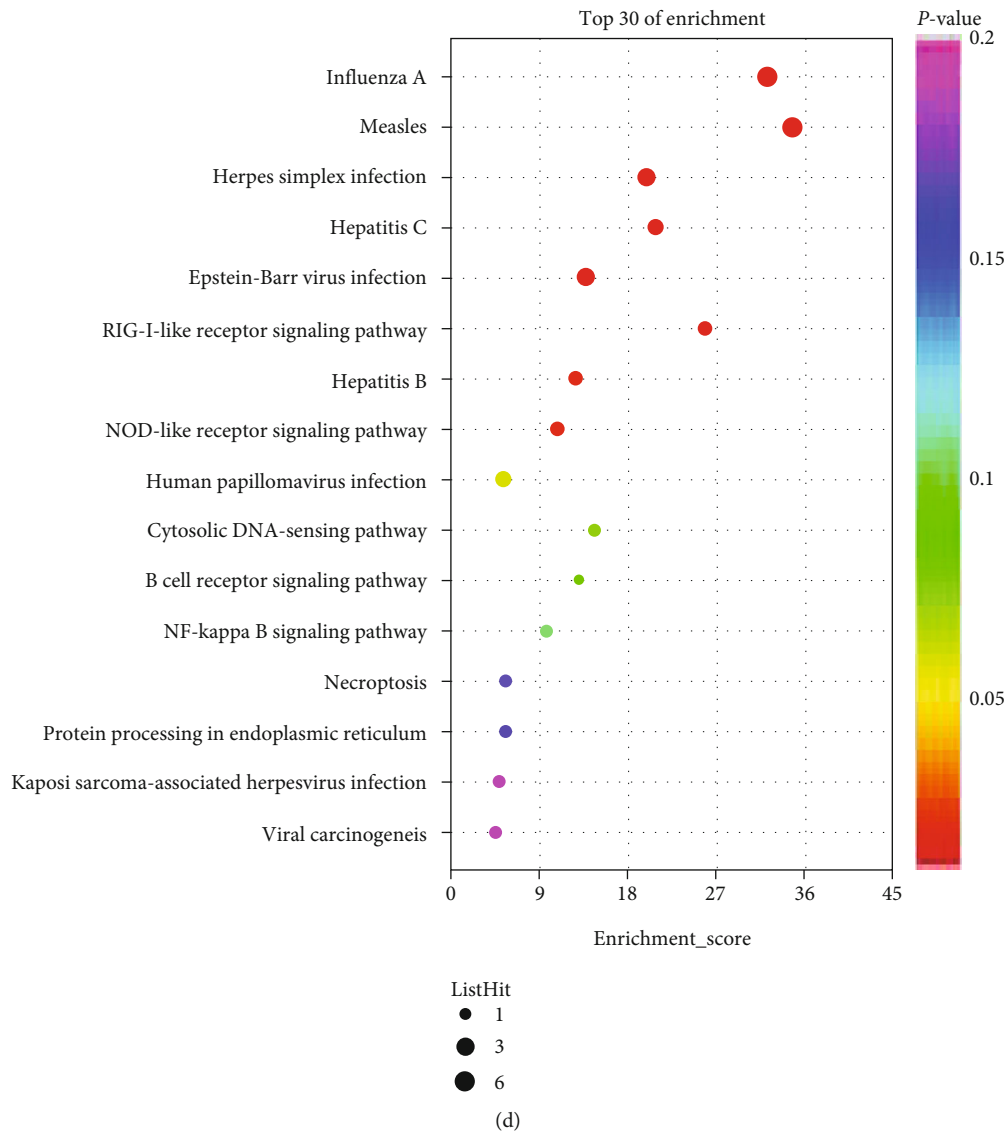 Top 30 of enrichment
P-value
Influenza A
Measles
Herpes simplex infection
Hepatitis C
Epstein-Barr virus infection
RIG-I-like receptor signaling pathway
Hepatitis B
NOD-like receptor signaling pathway
Human papillomavirus infection
Cytosolic DNA-sensing pathway
B cell receptor signaling pathway
NF-kappa B signaling pathway
Necroptosis
Protein processing in endoplasmic reticulum
Kaposi sarcoma-associated herpesvirus infection
Viral carcinogeneis
0.2
0.15
0.1
0.05
0 9 18 27 36 45
Enrichment_score
ListHit
1
3
6
(d)